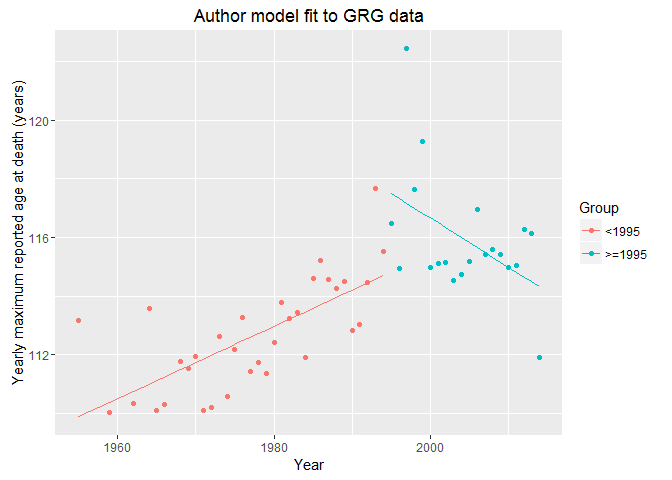 Author model fit to GRG data
Yearly maximum reported age at death (years)
120
116
112
1960
1980
2000
Year
Group
<1995
>=1995